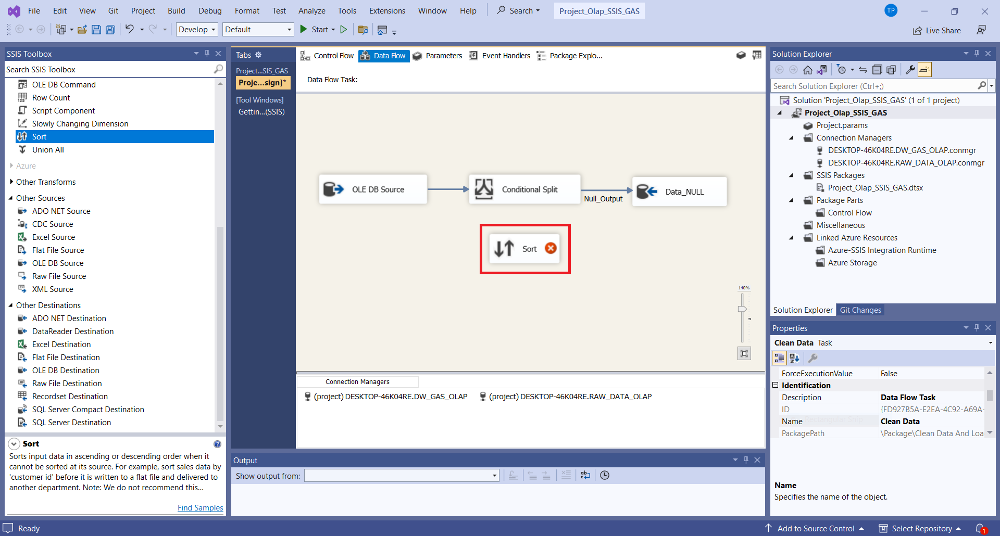 File Edit View Git Project Build Debug Format Test Analyze Tools Extensions Window Help Search Project_Olap_SSIS_GAS TP
Develop Default Start Live Share
SSIS Toolbox
Search SSIS Toolbox
OLE DB Command
Row Count
Script Component
Slowly Changing Dimension
Sort
Union All
Azure
Other Transforms
Other Sources
ADO NET Source
CDC Source
Excel Source
Flat File Source
OLE DB Source
Raw File Source
XML Source
Other Destinations
ADO NET Destination
DataReader Destination
Excel Destination
Flat File Destination
OLE DB Destination
Raw File Destination
Recordset Destination
SQL Server Compact Destination
SQL Server Destination
Sort
Sorts input data in ascending or descending order when it
cannot be sorted at its source. For example, sort sales data by
'customer id' before it is written to a flat file and delivered to
another department. Note: We do not recommend this...
Find Samples
Tabs
Project...SIS_GAS
Proje...sign]*
[Tool Windows]
Gettin...(SSIS)
Control Flow Data Flow Parameters Event Handlers Package Explo...
Data Flow Task:
OLE DB Source Conditional Split Data_NULL
Null_Output
Sort
140%
Connection Managers
(project) DESKTOP-46K04RE.DW_GAS_OLAP (project) DESKTOP-46K04RE.RAW_DATA_OLAP
Output
Show output from:
Solution Explorer
Search Solution Explorer (Ctrl+;)
Solution 'Project_Olap_SSIS_GAS' (1 of 1 project)
Project_Olap_SSIS_GAS
Project.params
Connection Managers
DESKTOP-46K04RE.DW_GAS_OLAP.conmgr
DESKTOP-46K04RE.RAW_DATA_OLAP.conmgr
SSIS Packages
Project_Olap_SSIS_GAS.dtsx
Package Parts
Control Flow
Miscellaneous
Linked Azure Resources
Azure-SSIS Integration Runtime
Azure Storage
Solution Explorer Git Changes
Properties
Clean Data Task
ForceExecutionValue False
Identification
Description Data Flow Task
ID {FD927B5A-E2EA-4C92-A69A-
Name Clean Data
PackagePath \Package\Clean Data And Loa
Name
Specifies the name of the object.
Ready Add to Source Control Select Repository 1